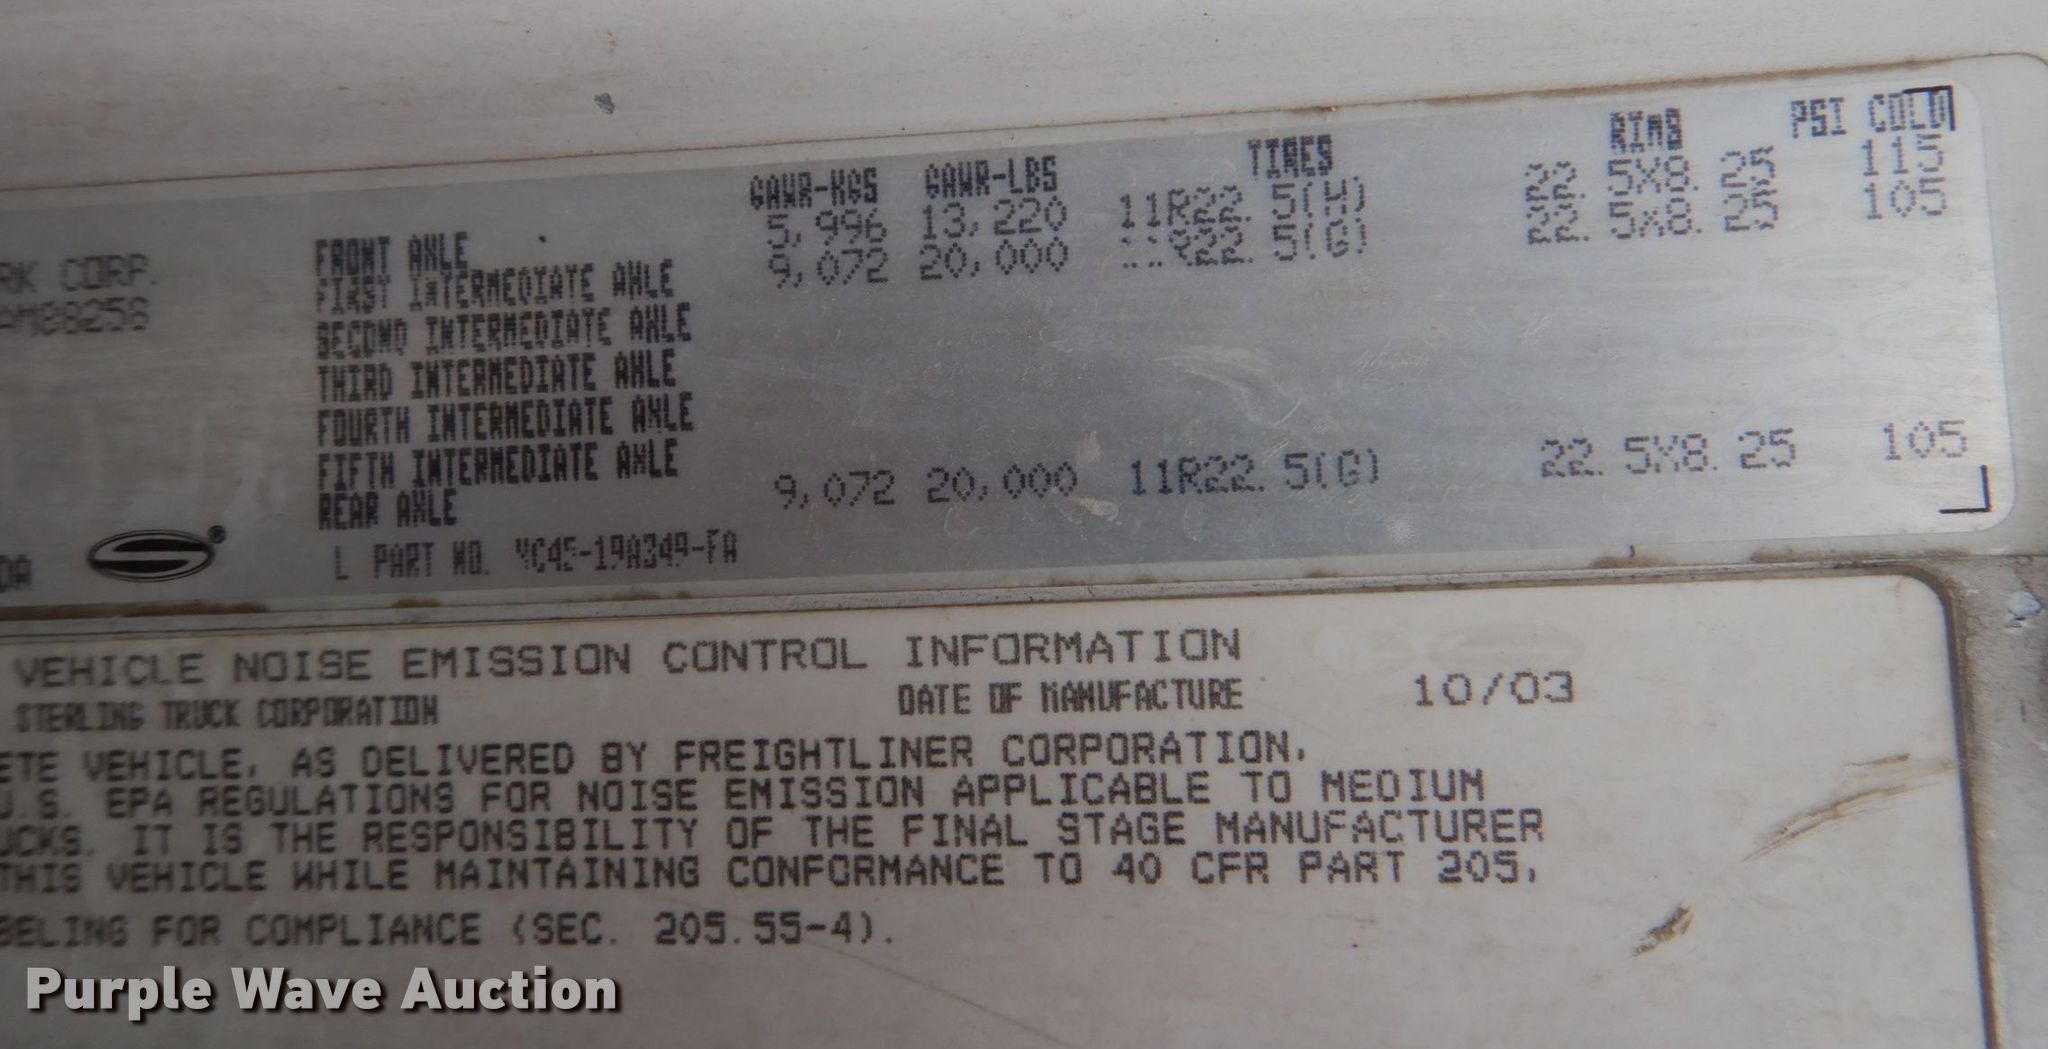 GAWR-KGS GAWR-LBS TIRES RIMS PSI COLD
FRONT AXLE 5,996 13,220 11R22.5(H) 22.5X8.25 115
FIRST INTERMEDIATE AXLE 9,072 20,000 11R22.5(G) 22.5X8.25 105
SECOND INTERMEDIATE AXLE
THIRD INTERMEDIATE AXLE
FOURTH INTERMEDIATE AXLE
FIFTH INTERMEDIATE AXLE
REAR AXLE 9,072 20,000 11R22.5(G) 22.5X8.25 105
RK CORP.
AM88256
DA ®
L PART NO. YC45-19A349-FA
VEHICLE NOISE EMISSION CONTROL INFORMATION
STERLING TRUCK CORPORATION DATE OF MANUFACTURE 10/03
ETE VEHICLE, AS DELIVERED BY FREIGHTLINER CORPORATION,
U.S. EPA REGULATIONS FOR NOISE EMISSION APPLICABLE TO MEDIUM
UCKS. IT IS THE RESPONSIBILITY OF THE FINAL STAGE MANUFACTURER
THIS VEHICLE WHILE MAINTAINING CONFORMANCE TO 40 CFR PART 205,
BELING FOR COMPLIANCE (SEC. 205.55-4).
Purple Wave Auction